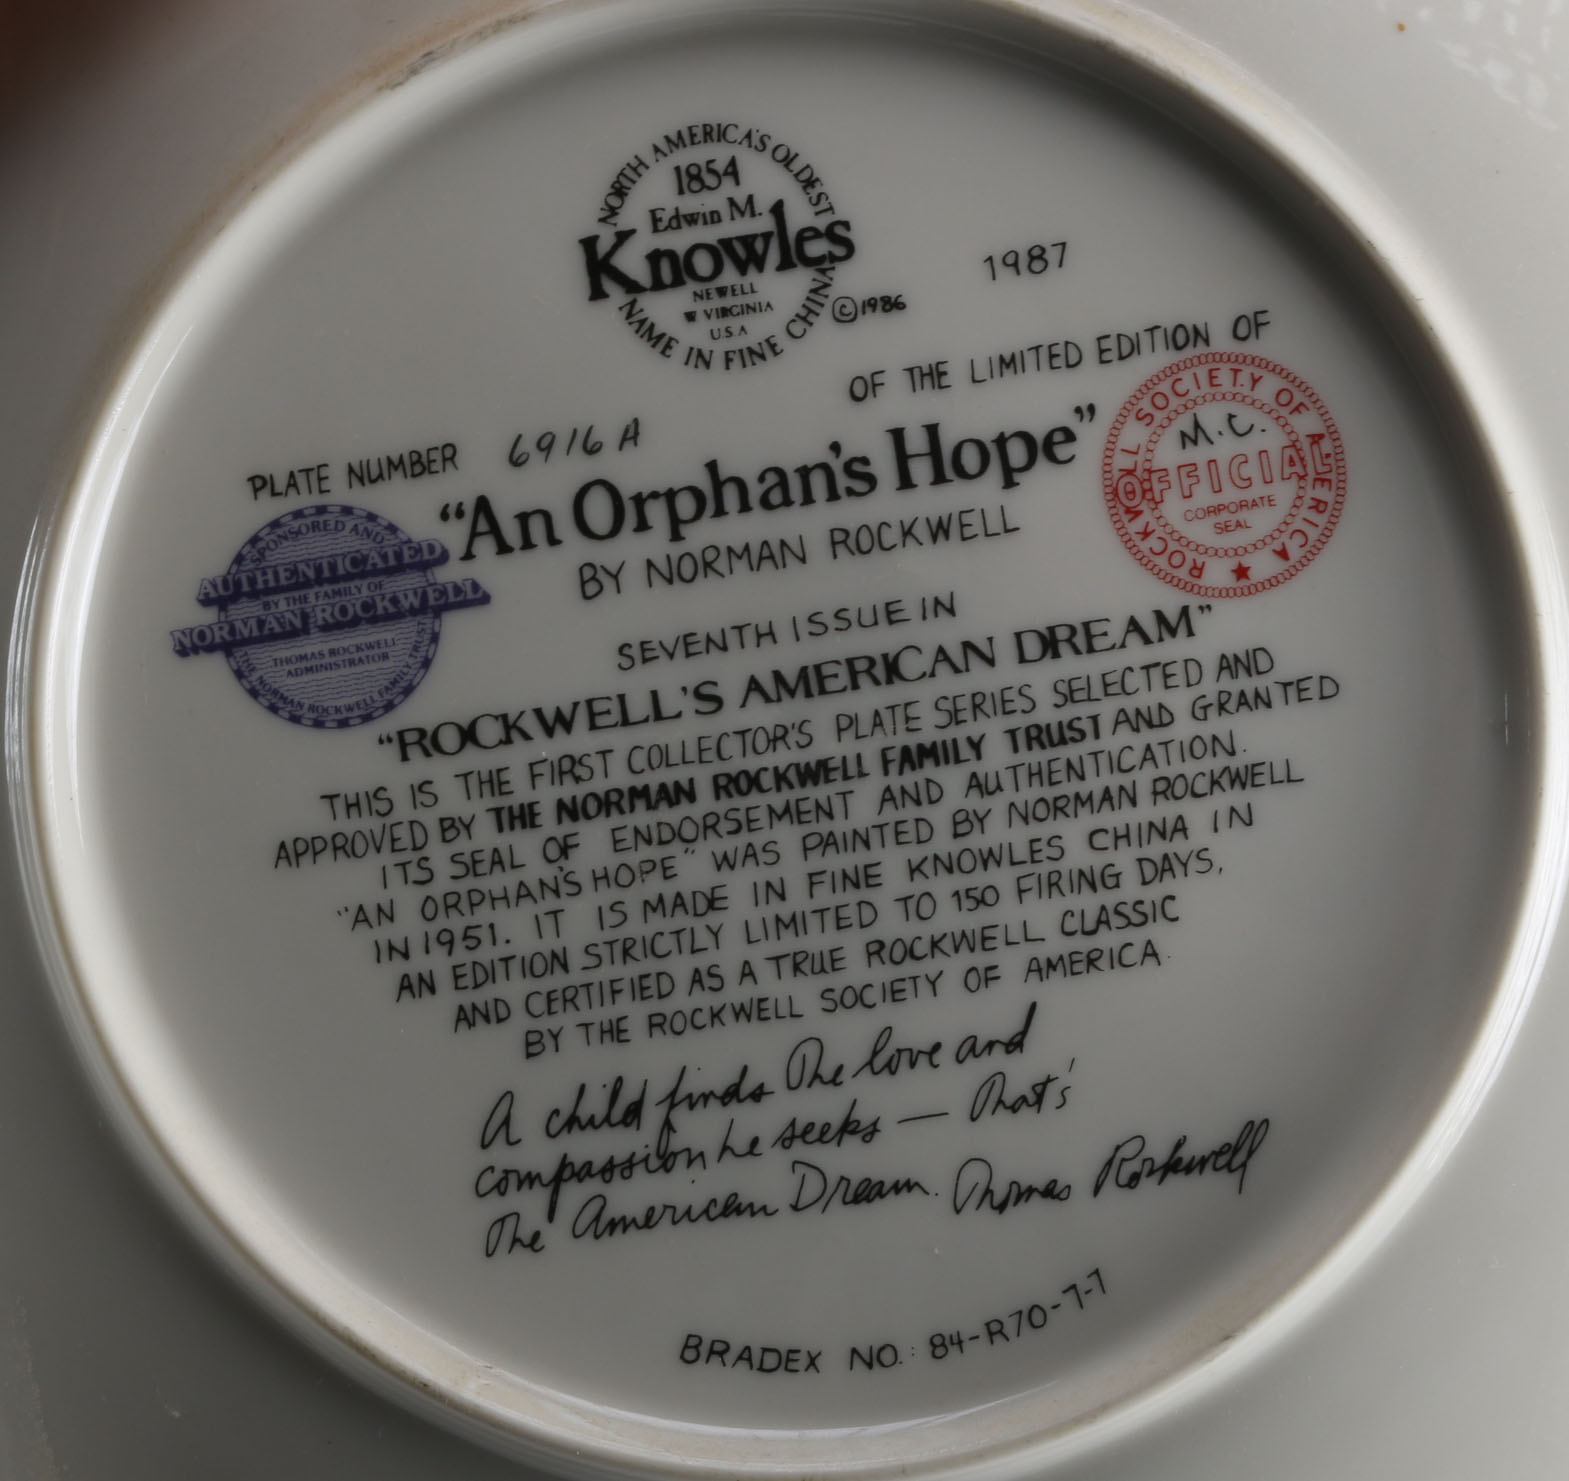 NORTH AMERICA'S OLDEST
1854
Edwin M.
Knowles
NEWELL
W VIRGINIA
U.S.A
NAME IN FINE CHINA
©1986
1987
OF THE LIMITED EDITION OF
PLATE NUMBER 6916A
"An Orphan's Hope"
BY NORMAN ROCKWELL
ROCKWELL SOCIETY OF AMERICA
M.C.
OFFICIAL
CORPORATE
SEAL
SPONSORED AND
AUTHENTICATED
BY THE FAMILY OF
NORMAN ROCKWELL
THOMAS ROCKWELL
ADMINISTRATOR
THE NORMAN ROCKWELL FAMILY TRUST
SEVENTH ISSUE IN
"ROCKWELL'S AMERICAN DREAM"
THIS IS THE FIRST COLLECTOR'S PLATE SERIES SELECTED AND
APPROVED BY THE NORMAN ROCKWELL FAMILY TRUST AND GRANTED
ITS SEAL OF ENDORSEMENT AND AUTHENTICATION.
"AN ORPHAN'S HOPE" WAS PAINTED BY NORMAN ROCKWELL
IN 1951. IT IS MADE IN FINE KNOWLES CHINA IN
AN EDITION STRICTLY LIMITED TO 150 FIRING DAYS,
AND CERTIFIED AS A TRUE ROCKWELL CLASSIC
BY THE ROCKWELL SOCIETY OF AMERICA.
A child finds the love and
compassion he seeks — that's
the American Dream. Thomas Rockwell
BRADEX NO.: 84-R70-7-7